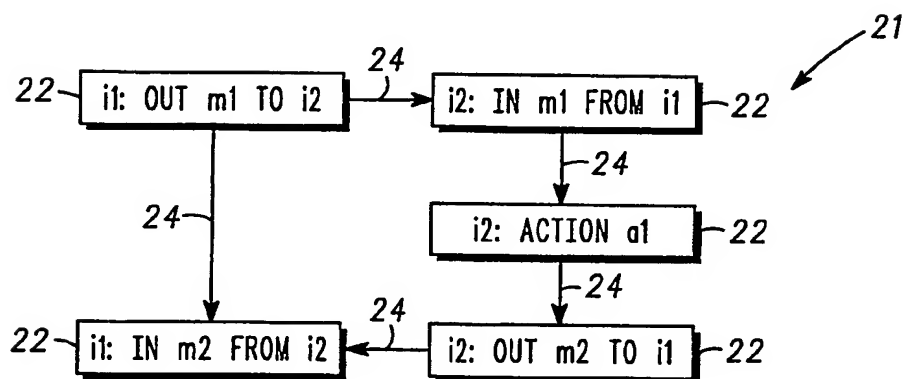 21
24
22 i1: OUT m1 TO i2 i2: IN m1 FROM i1 22
24
24 i2: ACTION a1 22
24
24
22 i1: IN m2 FROM i2 i2: OUT m2 TO i1 22